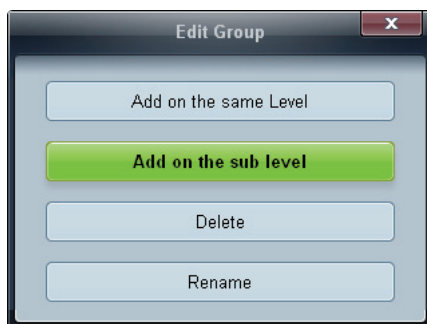 Edit Group
x
Add on the same Level
Add on the sub level
Delete
Rename